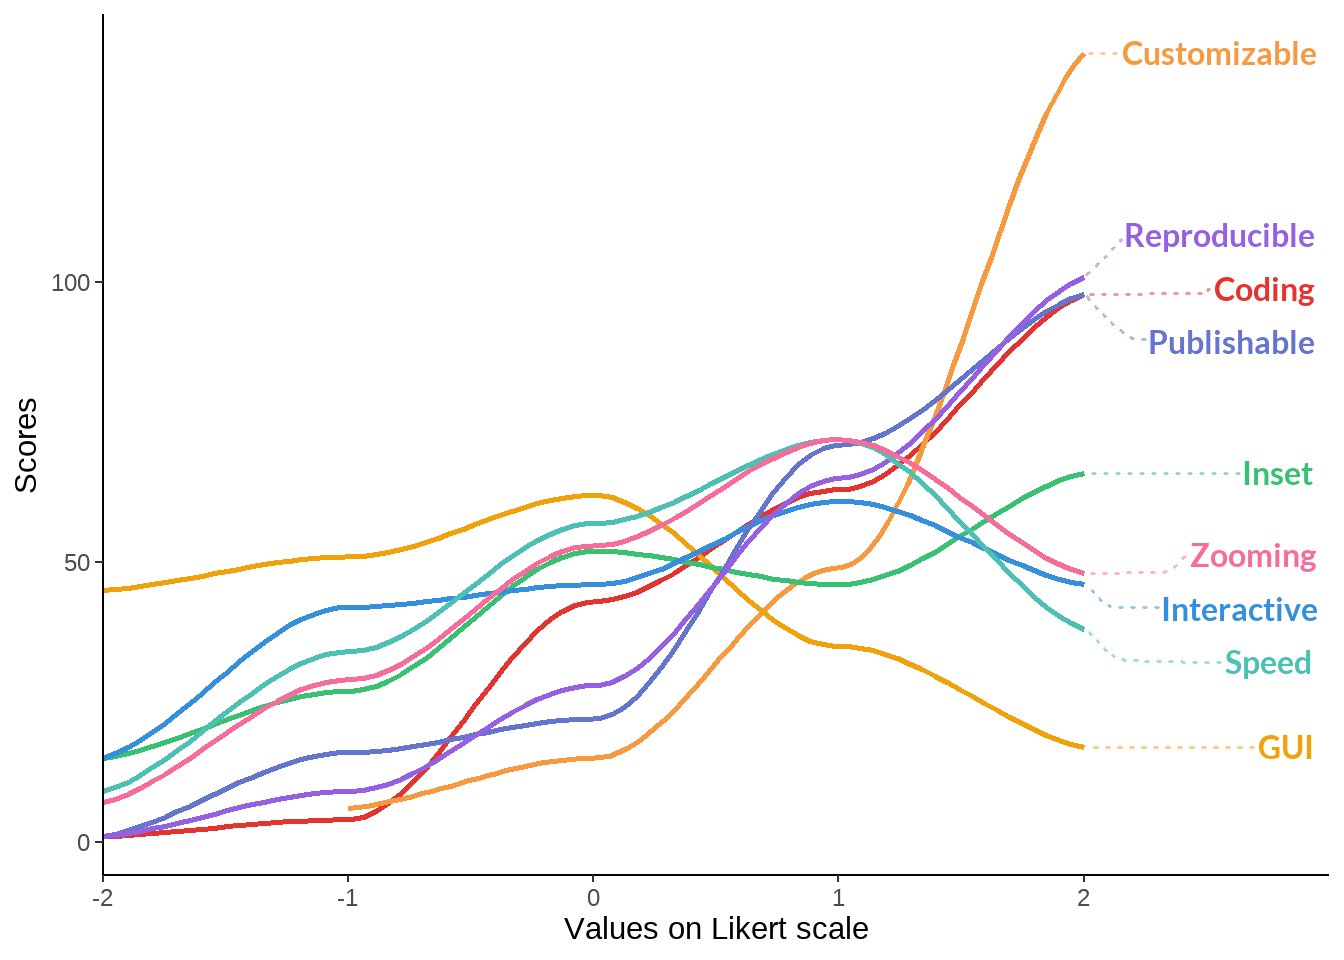 Customizable
Reproducible
Coding
Publishable
Inset
Zooming
Interactive
Speed
GUI
Scores
100
50
0
-2
-1
0
1
2
Values on Likert scale